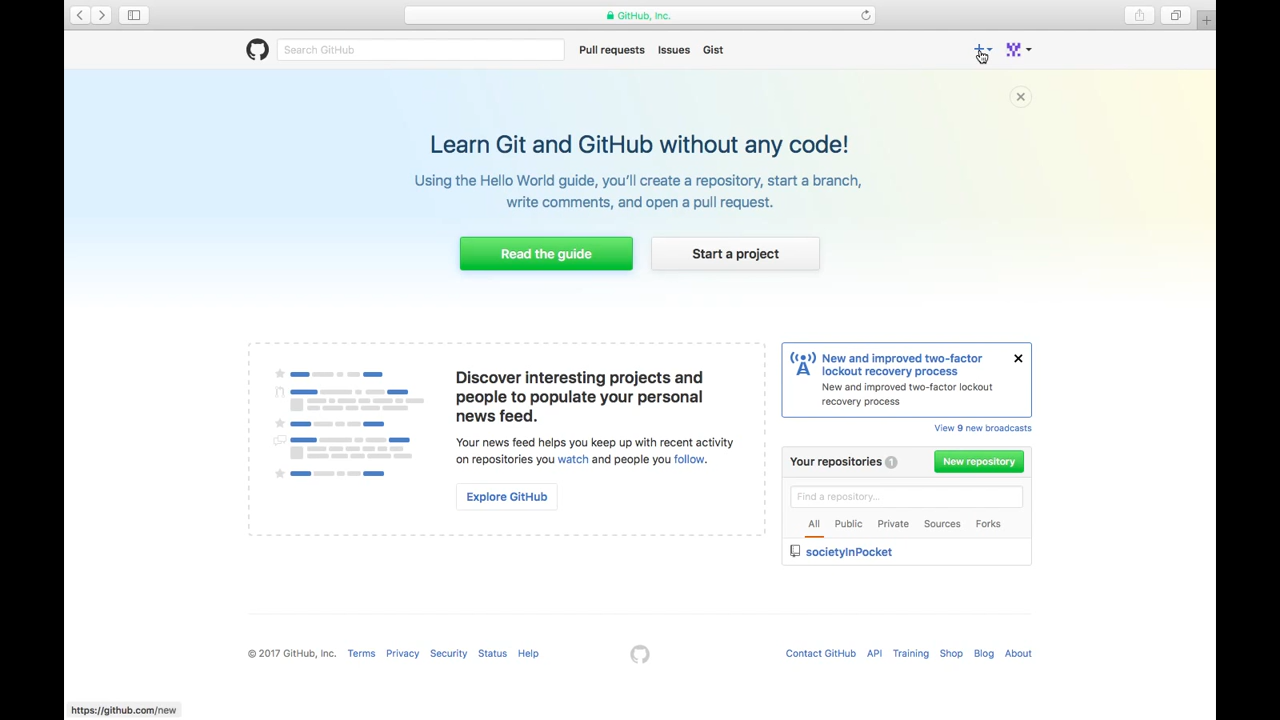 GitHub, Inc.
Search GitHub
Pull requests Issues Gist
Learn Git and GitHub without any code!
Using the Hello World guide, you’ll create a repository, start a branch,
write comments, and open a pull request.
Read the guide
Start a project
Discover interesting projects and
people to populate your personal
news feed.
Your news feed helps you keep up with recent activity
on repositories you watch and people you follow.
Explore GitHub
New and improved two-factor
lockout recovery process
New and improved two-factor lockout
recovery process
View 9 new broadcasts
Your repositories 1
New repository
Find a repository...
All Public Private Sources Forks
societyInPocket
© 2017 GitHub, Inc. Terms Privacy Security Status Help
Contact GitHub API Training Shop Blog About
https://github.com/new